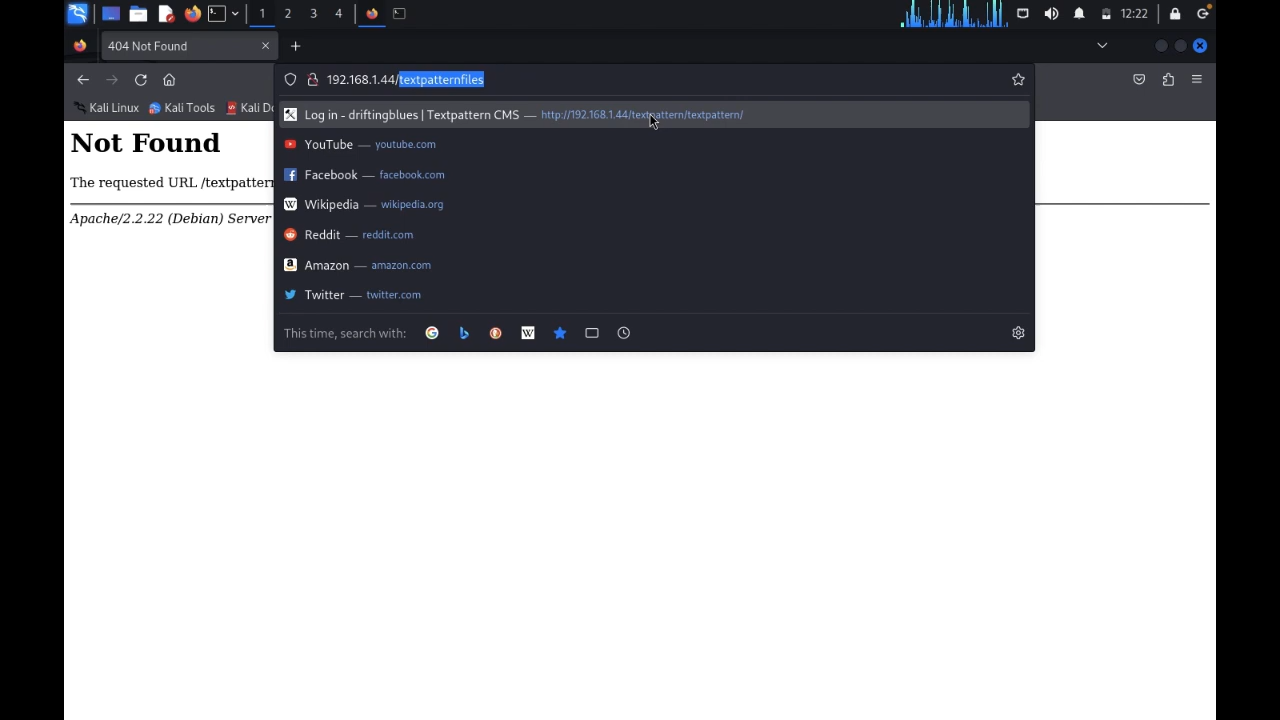 1 2 3 4 12:22
404 Not Found
192.168.1.44/textpatternfiles
Kali Linux Kali Tools Kali Do
Log in - driftingblues | Textpattern CMS — http://192.168.1.44/textpattern/textpattern/
YouTube — youtube.com
Facebook — facebook.com
Wikipedia — wikipedia.org
Reddit — reddit.com
Amazon — amazon.com
Twitter — twitter.com
This time, search with:
Not Found
The requested URL /textpattern
Apache/2.2.22 (Debian) Server